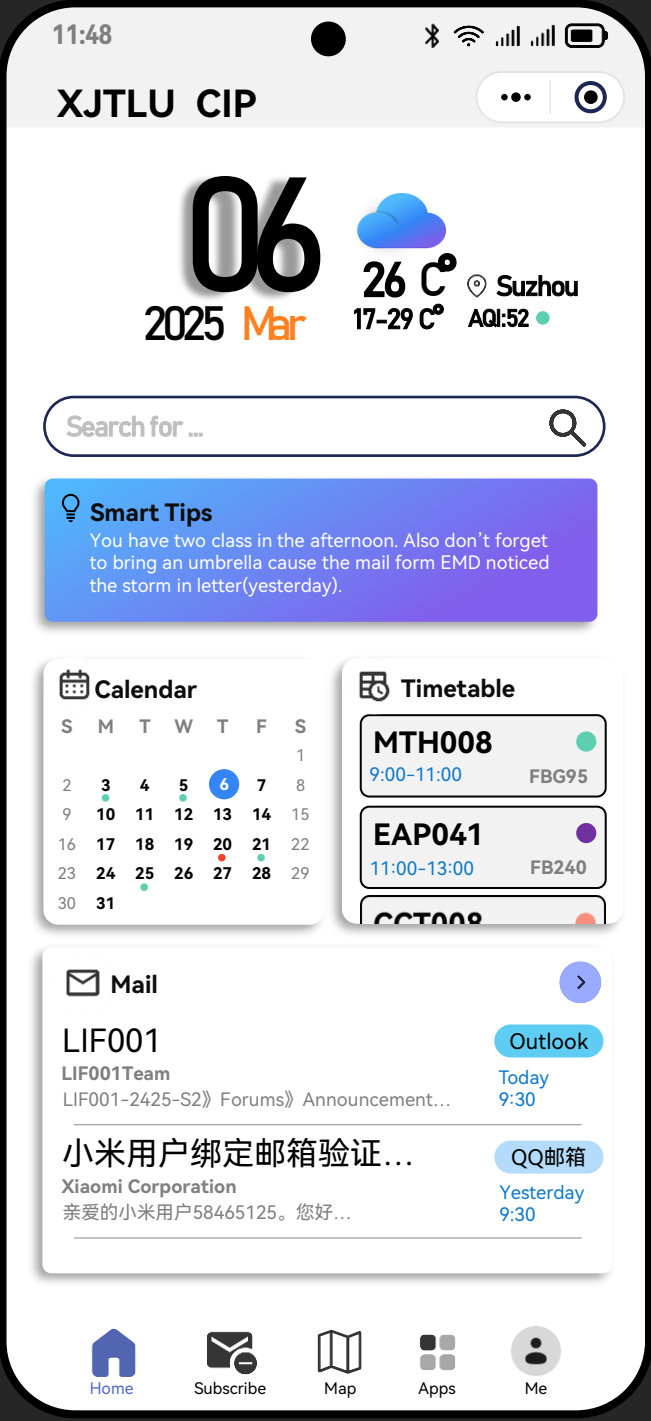 11:48
XJTLU CIP
06
2025 Mar
26 C°
17-29 C°
Suzhou
AQI:52
Search for ...
Smart Tips
You have two class in the afternoon. Also don't forget
to bring an umbrella cause the mail form EMD noticed
the storm in letter(yesterday).
Calendar
S M T W T F S
1
2 3 4 5 6 7 8
9 10 11 12 13 14 15
16 17 18 19 20 21 22
23 24 25 26 27 28 29
30 31
Timetable
MTH008
9:00-11:00 FBG95
EAP041
11:00-13:00 FB240
CCT008
Mail
LIF001
Outlook
LIF001Team
Today
LIF001-2425-S2》Forums》Announcement...
9:30
小米用户绑定邮箱验证...
QQ邮箱
Xiaomi Corporation
Yesterday
亲爱的小米用户58465125。您好...
9:30
Home Subscribe Map Apps Me